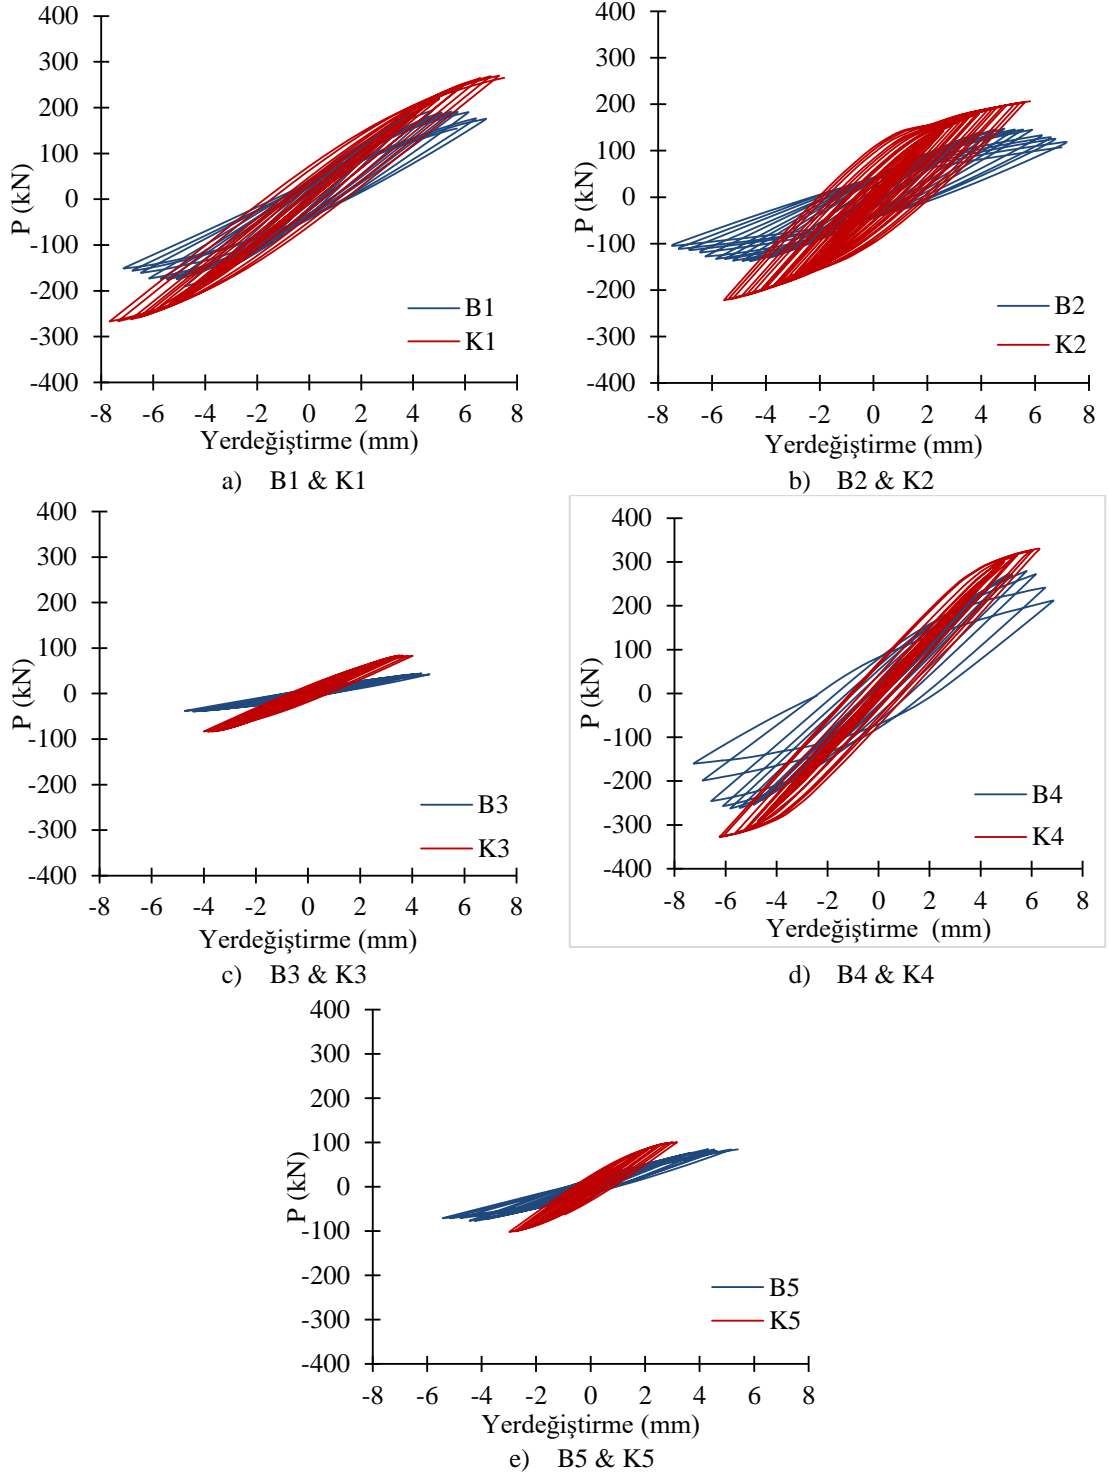 400
300
200
100
0
-100
-200
-300
-400
P (kN)
-8 -6 -4 -2 0 2 4 6 8
Yerdeğiştirme (mm)
B1
K1
a) B1 & K1
400
300
200
100
0
-100
-200
-300
-400
P (kN)
-8 -6 -4 -2 0 2 4 6 8
Yerdeğiştirme (mm)
B2
K2
b) B2 & K2
400
300
200
100
0
-100
-200
-300
-400
P (kN)
-8 -6 -4 -2 0 2 4 6 8
Yerdeğiştirme (mm)
B3
K3
c) B3 & K3
400
300
200
100
0
-100
-200
-300
-400
P (kN)
-8 -6 -4 -2 0 2 4 6 8
Yerdeğiştirme (mm)
B4
K4
d) B4 & K4
400
300
200
100
0
-100
-200
-300
-400
P (kN)
-8 -6 -4 -2 0 2 4 6 8
Yerdeğiştirme (mm)
B5
K5
e) B5 & K5